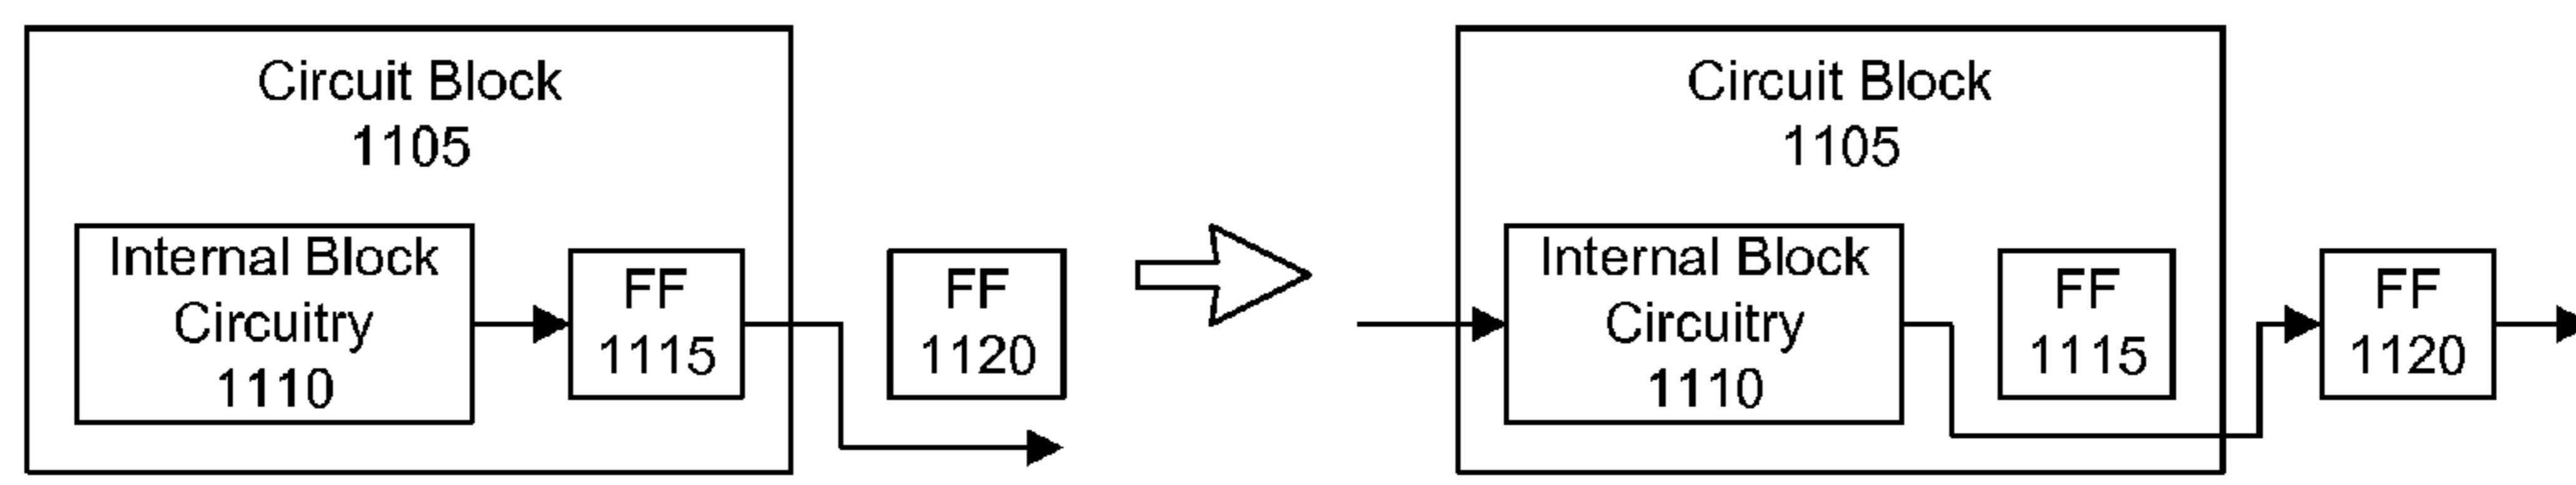 Circuit Block
1105
Internal Block
Circuitry
1110
FF
1115
FF
1120
Circuit Block
1105
Internal Block
Circuitry
1110
FF
1115
FF
1120